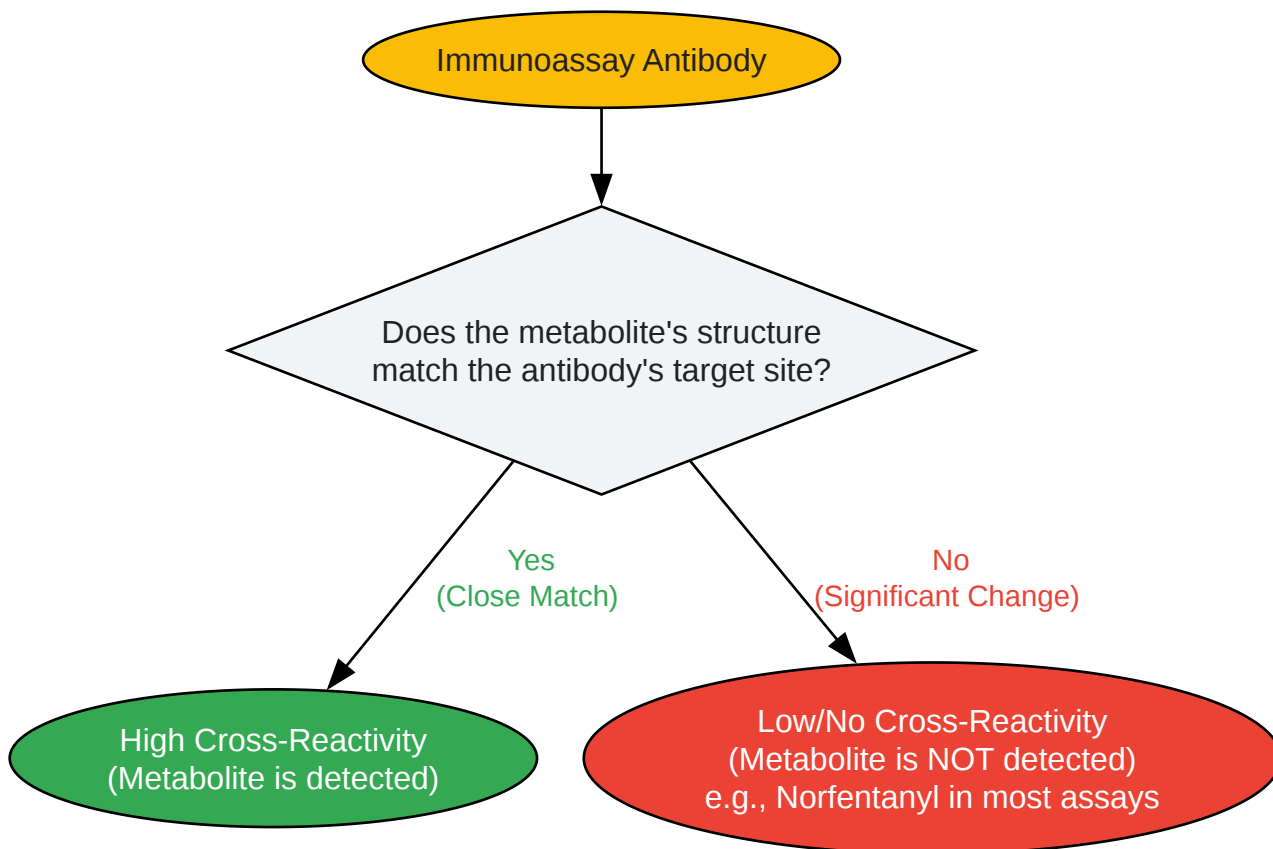 Immunoassay Antibody
Does the metabolite's structure
match the antibody's target site?
Yes
(Close Match)
No
(Significant Change)
High Cross-Reactivity
(Metabolite is detected)
Low/No Cross-Reactivity
(Metabolite is NOT detected)
e.g., Norfentanyl in most assays